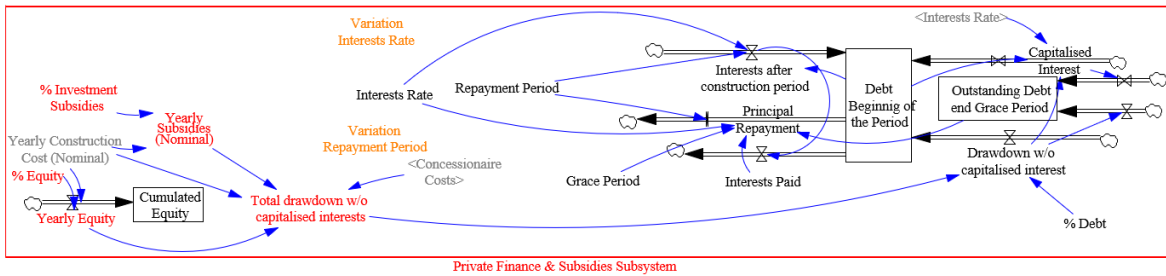 Variation
Interests Rate
<Interests Rate>
Capitalised
Interest
Interests after
construction period
Debt
Beginnig of
the Period
Outstanding Debt
end Grace Period
% Investment
Subsidies
Repayment Period
Interests Rate
Yearly
Subsidies
(Nominal)
Principal
Repayment
Yearly Construction
Cost (Nominal)
Variation
Repayment Period
<Concessionaire
Costs>
Drawdown w/o
capitalised interest
% Equity
Grace Period
Interests Paid
Cumulated
Equity
Yearly Equity
Total drawdown w/o
capitalised interests
% Debt
Private Finance & Subsidies Subsystem